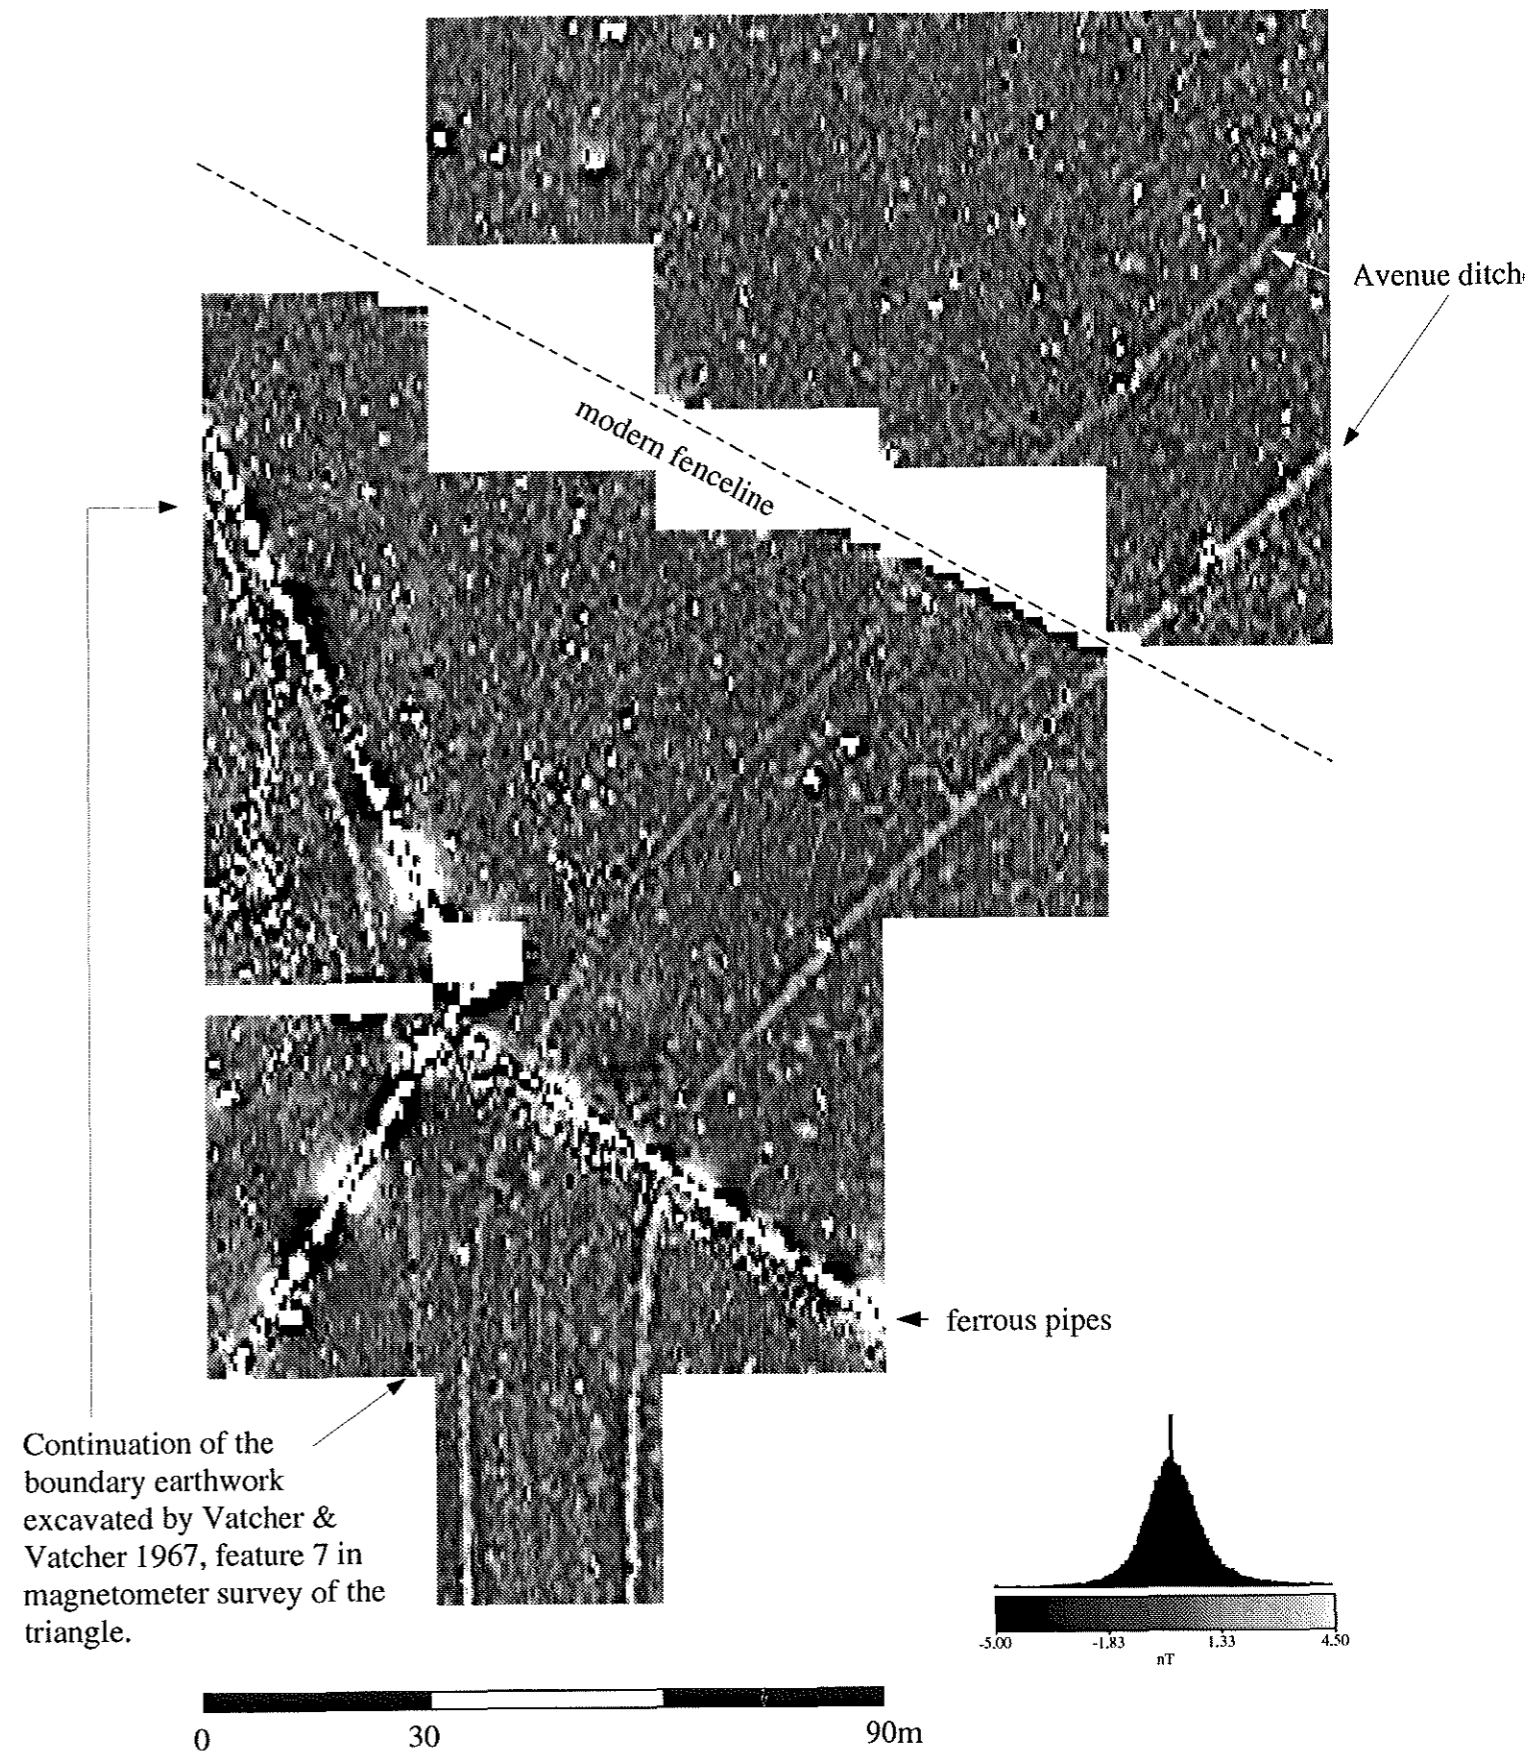 Avenue ditch
modern fenceline
ferrous pipes
Continuation of the
boundary earthwork
excavated by Vatcher &
Vatcher 1967, feature 7 in
magnetometer survey of the
triangle.
-5.00 -1.83 1.33 4.50
nT
0 30 90m